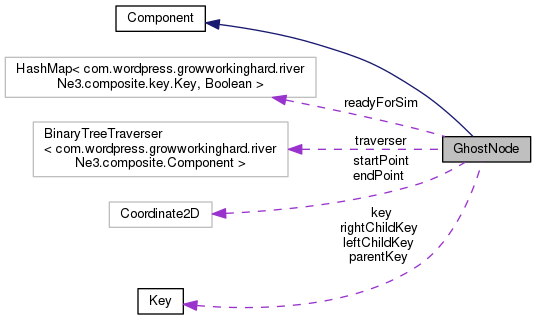 Component
HashMap< com.wordpress.growworkinghard.river
Ne3.composite.key.Key, Boolean >
readyForSim
BinaryTreeTraverser
< com.wordpress.growworkinghard.river
Ne3.composite.Component >
traverser
GhostNode
startPoint
endPoint
Coordinate2D
key
rightChildKey
leftChildKey
parentKey
Key